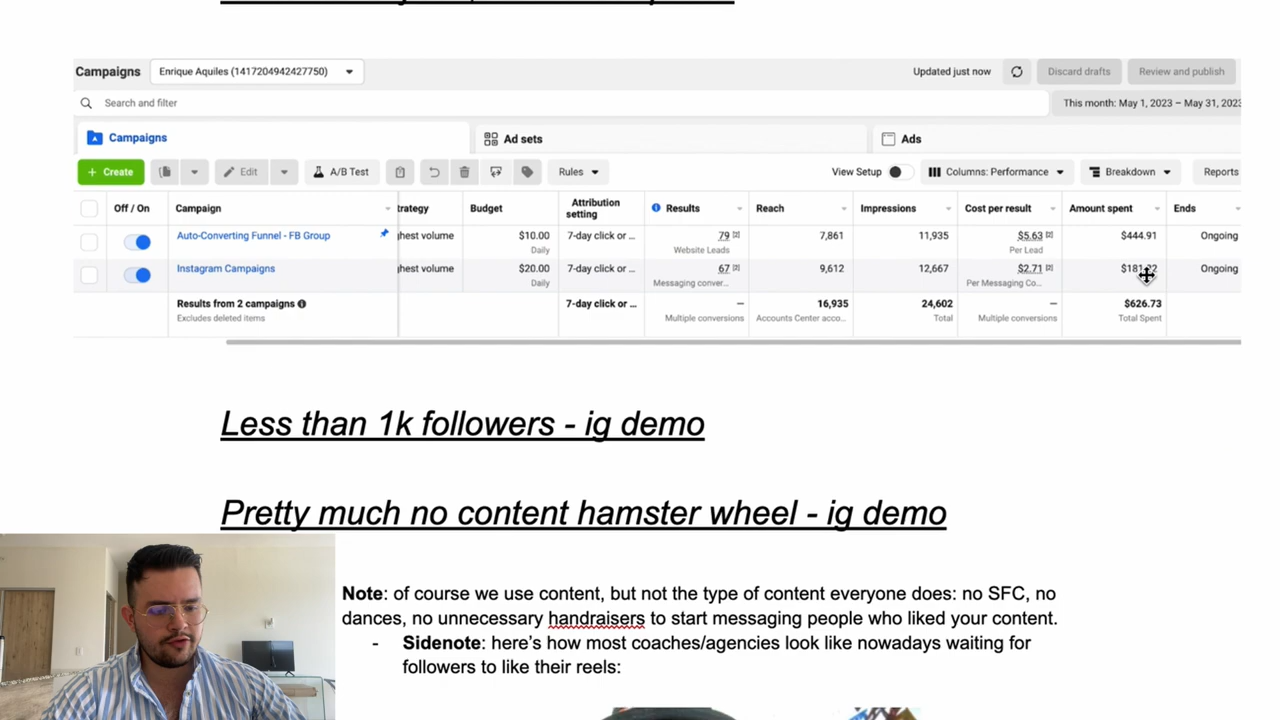 Campaigns Enrique Aquiles (1417204942427750) Updated just now Discard drafts Review and publish
Search and filter This month: May 1, 2023 – May 31, 2023
Campaigns Ad sets Ads
+ Create Edit A/B Test Rules View Setup Columns: Performance Breakdown Reports
Off / On Campaign trategy Budget Attribution setting Results Reach Impressions Cost per result Amount spent Ends
Auto-Converting Funnel - FB Group ghest volume $10.00 7-day click or ... 79 [2] 7,861 11,935 $5.63 [2] $444.91 Ongoing
Daily Website Leads Per Lead
Instagram Campaigns ghest volume $20.00 7-day click or ... 67 [2] 9,612 12,667 $2.71 [2] Ongoing
Daily Messaging conver... Per Messaging Co...
Results from 2 campaigns 7-day click or ... — 16,935 24,602 — $626.73
Excludes deleted items Multiple conversions Accounts Center acco... Total Multiple conversions Total Spent
Less than 1k followers - ig demo
Pretty much no content hamster wheel - ig demo
Note: of course we use content, but not the type of content everyone does: no SFC, no
dances, no unnecessary handraisers to start messaging people who liked your content.
- Sidenote: here's how most coaches/agencies look like nowadays waiting for
followers to like their reels: